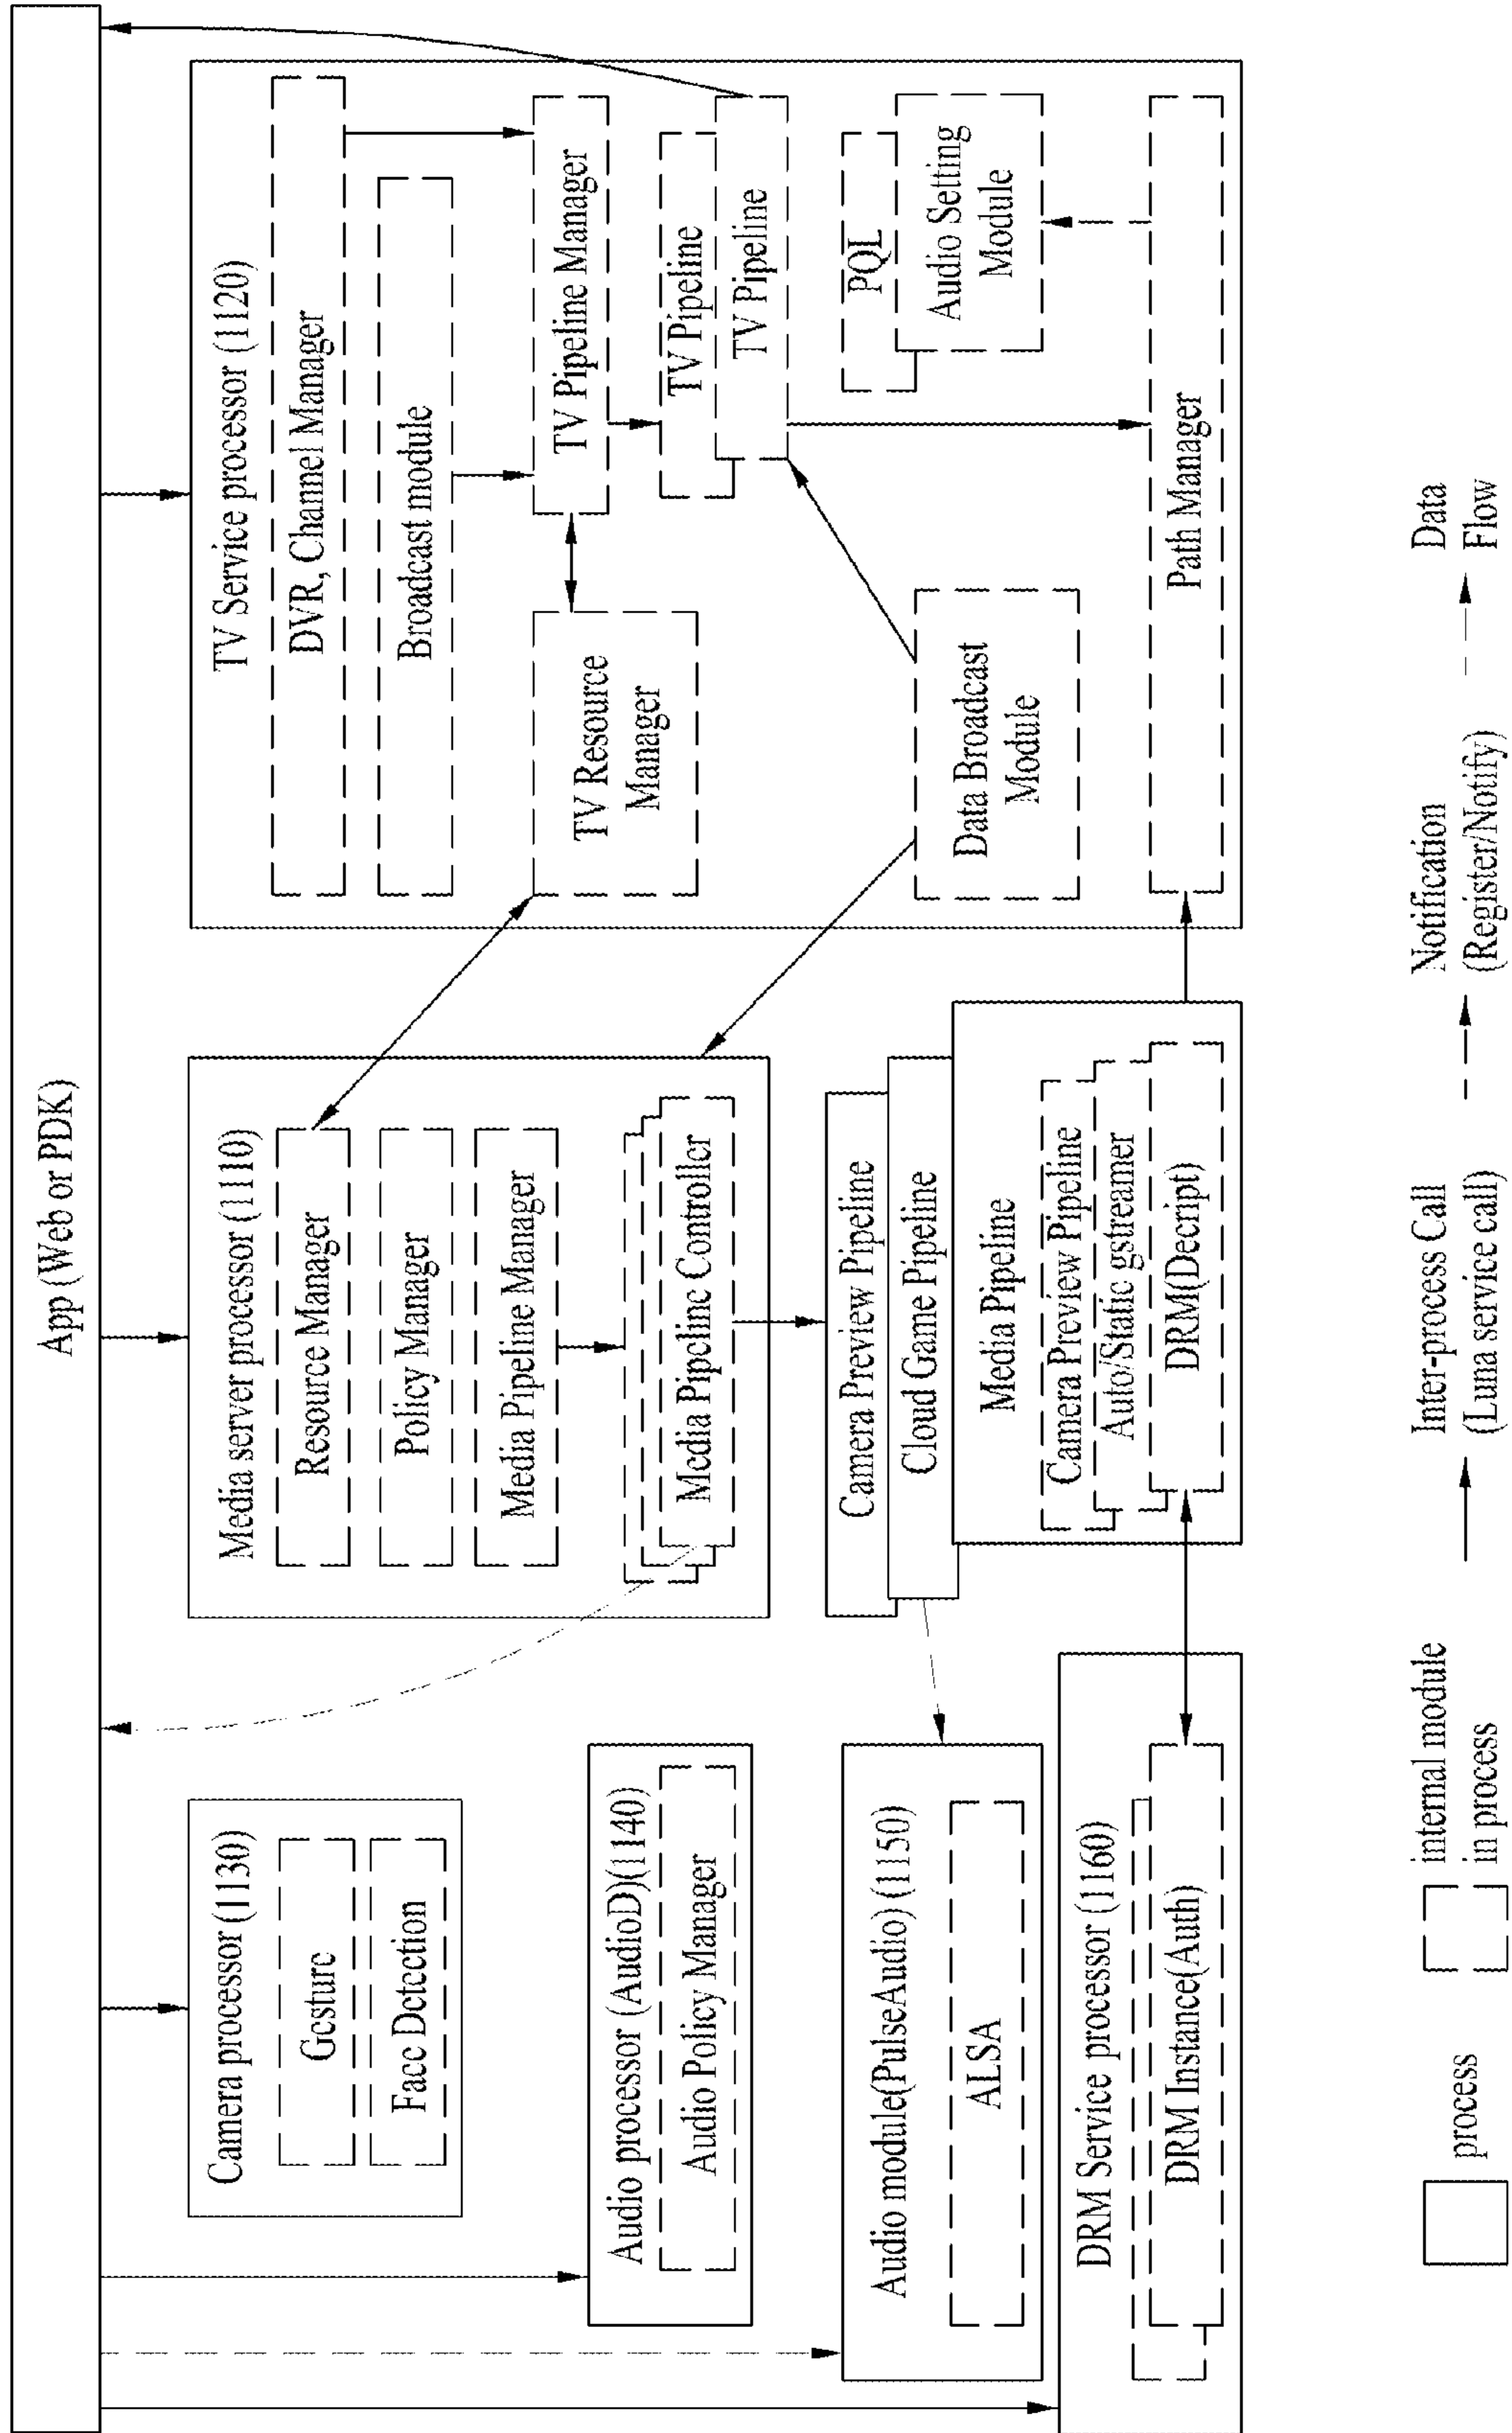 App (Web or PDK)
Camera processor (1130)
Gesture
Face Detection
Audio processor (AudioD)(1140)
Audio Policy Manager
Audio module(PulseAudio) (1150)
ALSA
DRM Service processor (1160)
DRM Instance(Auth)
Media server processor (1110)
Resource Manager
Policy Manager
Media Pipeline Manager
Media Pipeline Controller
Camera Preview Pipeline
Cloud Game Pipeline
Media Pipeline
Camera Preview Pipeline
Auto/Static gstreamer
DRM(Decript)
TV Service processor (1120)
DVR, Channel Manager
Broadcast module
TV Resource
Manager
TV Pipeline Manager
TV Pipeline
TV Pipeline
Data Broadcast
Module
PQL
Audio Setting
Module
Path Manager
process
internal module
in process
Inter-process Call
(Luna service call)
Notification
(Register/Notify)
Data
Flow